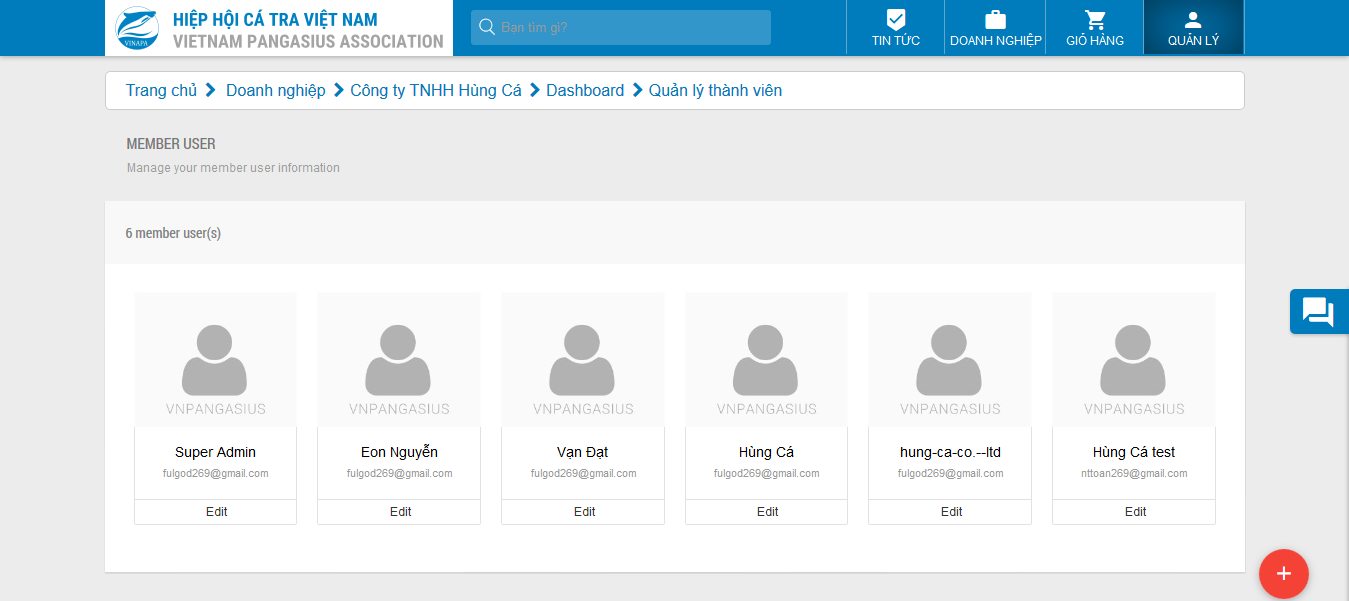 HIỆP HỘI CÁ TRA VIỆT NAM
VIETNAM PANGASIUS ASSOCIATION
VINAPA
Bạn tìm gì?
TIN TỨC
DOANH NGHIỆP
GIỎ HÀNG
QUẢN LÝ
Trang chủ Doanh nghiệp Công ty TNHH Hùng Cá Dashboard Quản lý thành viên
MEMBER USER
Manage your member user information
6 member user(s)
VNPANGASIUS
Super Admin
fulgod269@gmail.com
Edit
VNPANGASIUS
Eon Nguyễn
fulgod269@gmail.com
Edit
VNPANGASIUS
Vạn Đạt
fulgod269@gmail.com
Edit
VNPANGASIUS
Hùng Cá
fulgod269@gmail.com
Edit
VNPANGASIUS
hung-ca-co.--ltd
fulgod269@gmail.com
Edit
VNPANGASIUS
Hùng Cá test
nttoan269@gmail.com
Edit